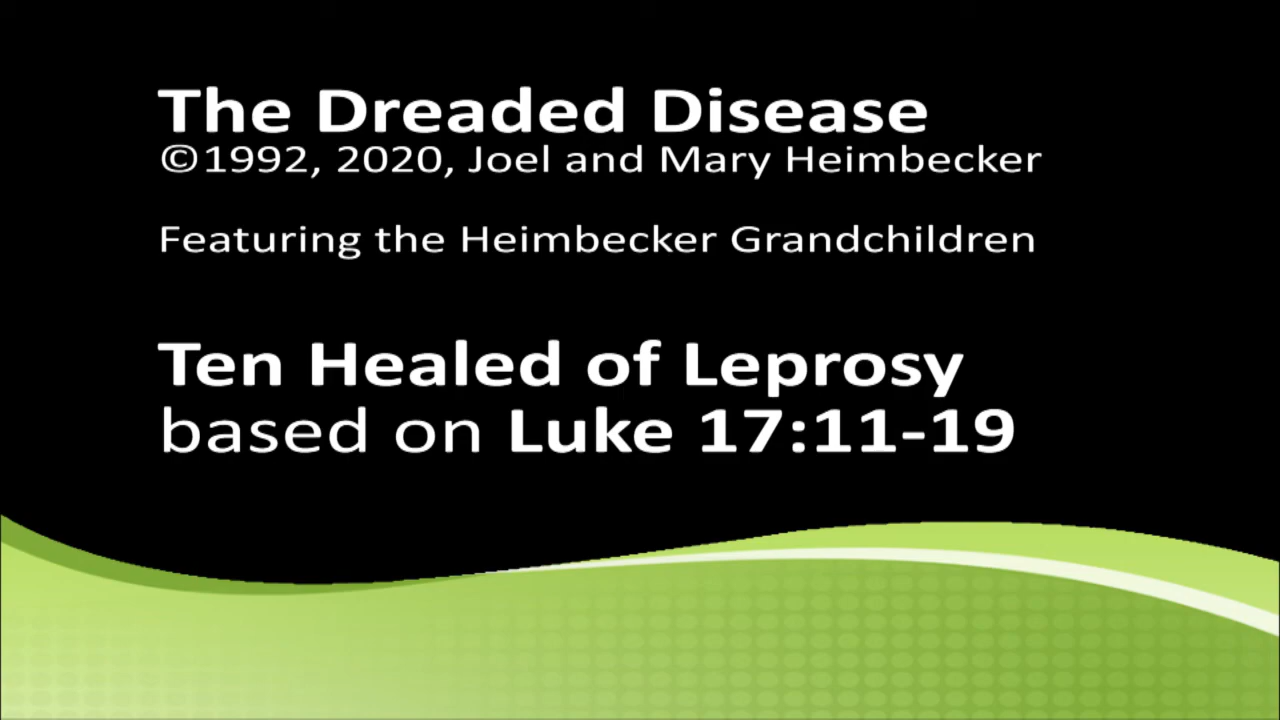 The Dreaded Disease
©1992, 2020, Joel and Mary Heimbecker
Featuring the Heimbecker Grandchildren
Ten Healed of Leprosy
based on Luke 17:11-19